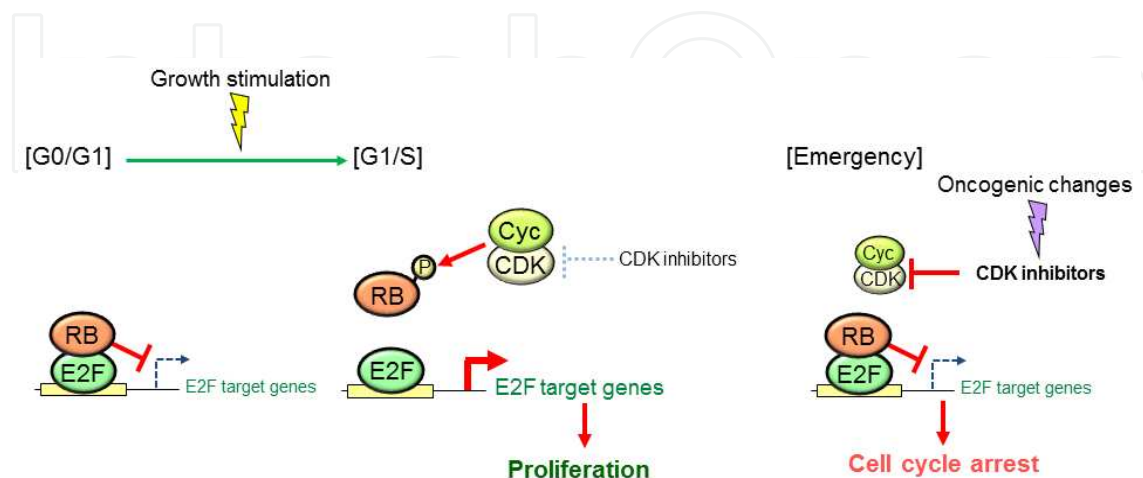 Growth stimulation
[G0/G1]
[G1/S]
[Emergency]
Oncogenic changes
Cyc
CDK
CDK inhibitors
P
RB
Cyc
CDK
CDK inhibitors
RB
E2F
E2F target genes
E2F
E2F target genes
RB
E2F
E2F target genes
Proliferation
Cell cycle arrest